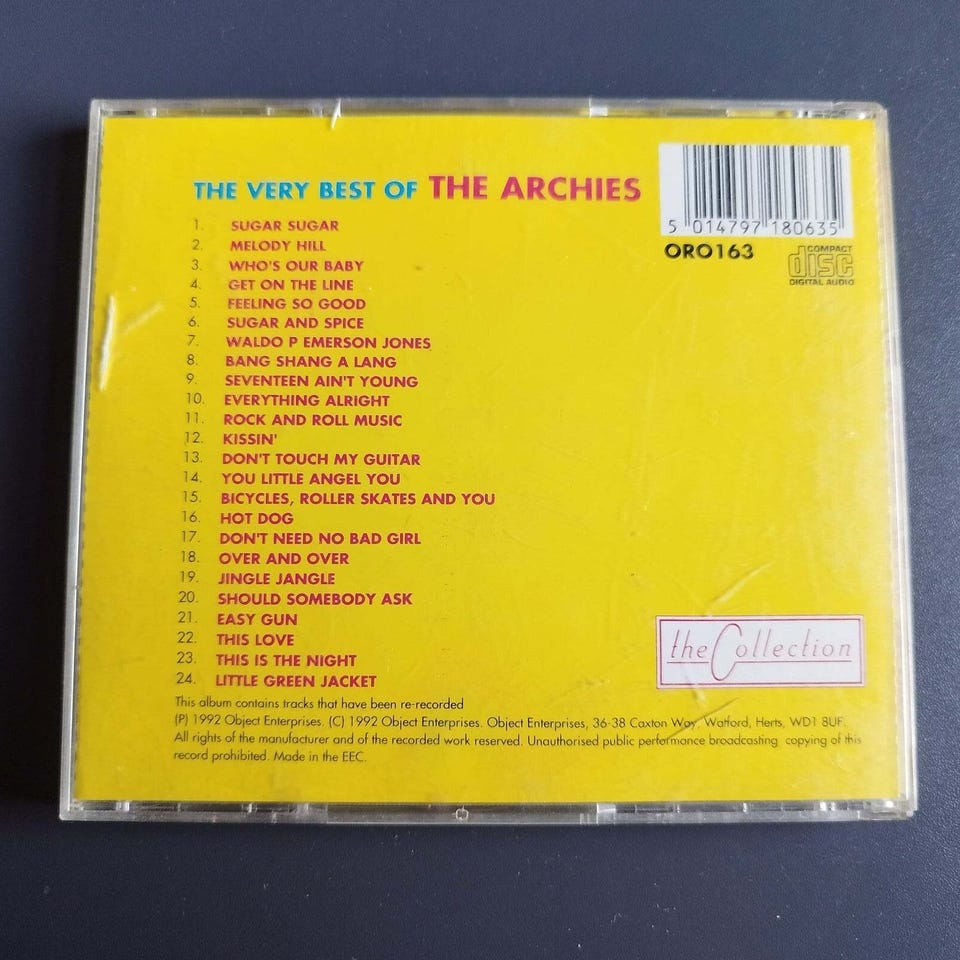 THE VERY BEST OF THE ARCHIES
1. SUGAR SUGAR
2. MELODY HILL
3. WHO'S OUR BABY
4. GET ON THE LINE
5. FEELING SO GOOD
6. SUGAR AND SPICE
7. WALDO P EMERSON JONES
8. BANG SHANG A LANG
9. SEVENTEEN AIN'T YOUNG
10. EVERYTHING ALRIGHT
11. ROCK AND ROLL MUSIC
12. KISSIN'
13. DON'T TOUCH MY GUITAR
14. YOU LITTLE ANGEL YOU
15. BICYCLES, ROLLER SKATES AND YOU
16. HOT DOG
17. DON'T NEED NO BAD GIRL
18. OVER AND OVER
19. JINGLE JANGLE
20. SHOULD SOMEBODY ASK
21. EASY GUN
22. THIS LOVE
23. THIS IS THE NIGHT
24. LITTLE GREEN JACKET
5 014797 180635
ORO163
COMPACT
disc
DIGITAL AUDIO
the Collection
This album contains tracks that have been re-recorded
(P) 1992 Object Enterprises. (C) 1992 Object Enterprises. Object Enterprises, 36-38 Caxton Way, Watford, Herts, WD1 8UF.
All rights of the manufacturer and of the recorded work reserved. Unauthorised public performance broadcasting copying of this
record prohibited. Made in the EEC.